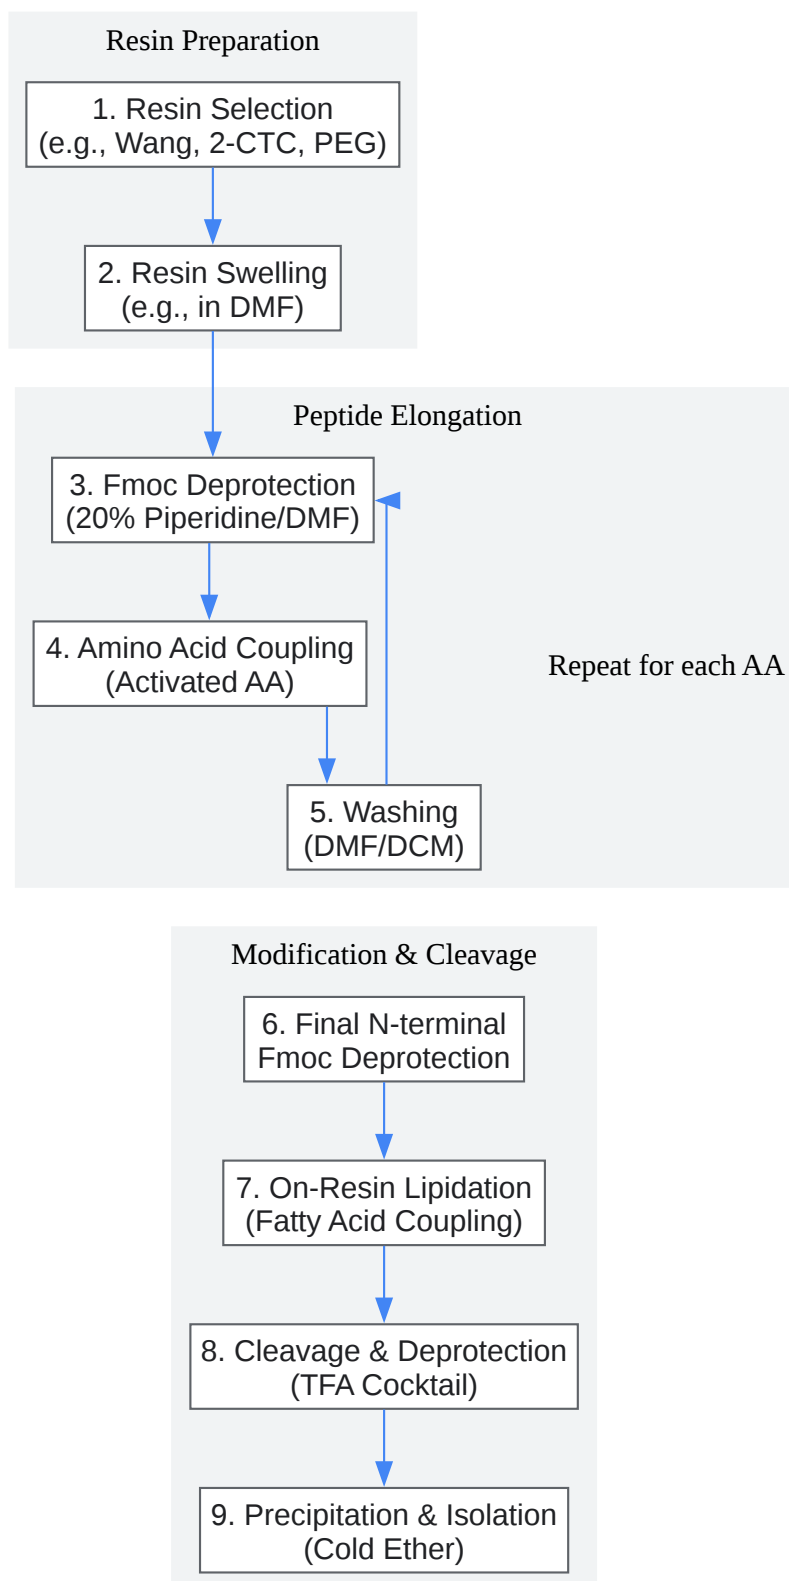 Resin Preparation
1. Resin Selection
(e.g., Wang, 2-CTC, PEG)
2. Resin Swelling
(e.g., in DMF)
Peptide Elongation
3. Fmoc Deprotection
(20% Piperidine/DMF)
4. Amino Acid Coupling
(Activated AA)
Repeat for each AA
5. Washing
(DMF/DCM)
Modification & Cleavage
6. Final N-terminal
Fmoc Deprotection
7. On-Resin Lipidation
(Fatty Acid Coupling)
8. Cleavage & Deprotection
(TFA Cocktail)
9. Precipitation & Isolation
(Cold Ether)